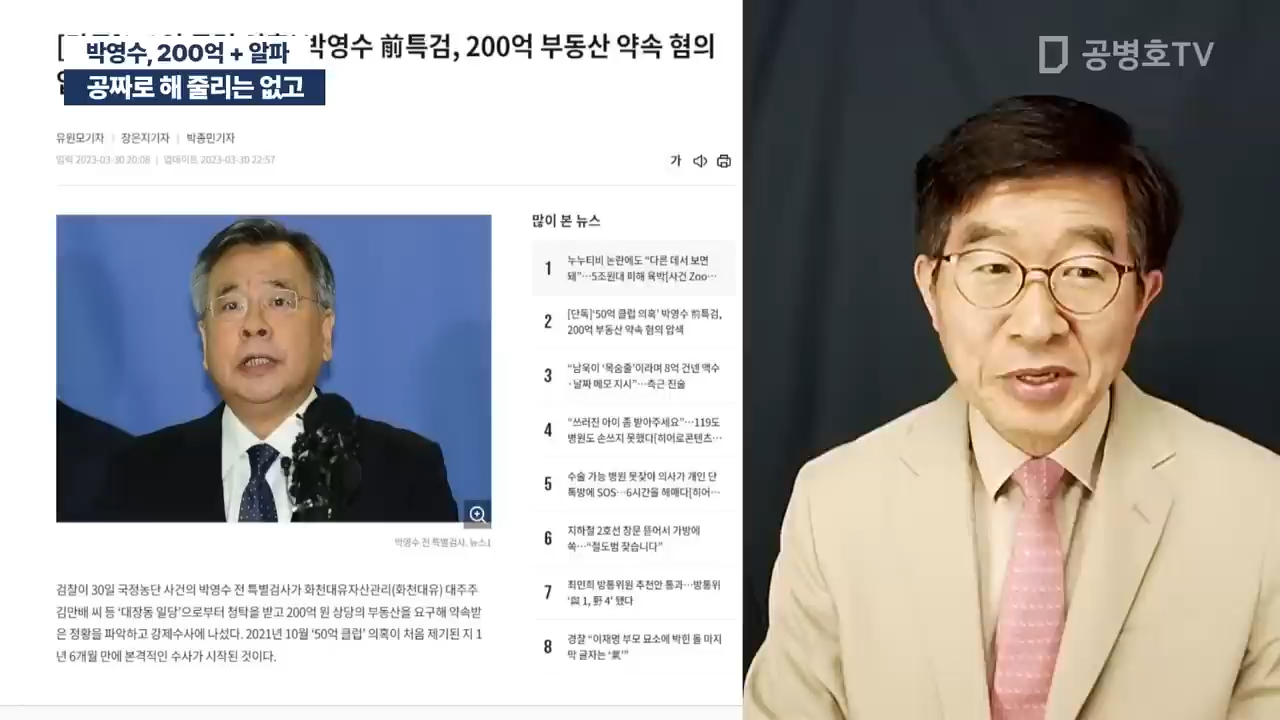 박영수, 200억 + 알파
공짜로 해 줄리는 없고
박영수 前특검, 200억 부동산 약속 혐의
공병호TV
유원모기자 | 장은지기자 | 박종민기자
입력 2023-03-30 20:08 | 업데이트 2023-03-30 22:57
가
많이 본 뉴스
1
누누티비 논란에도 “다른 데서 보면
돼”…5조원대 피해 육박[사건 Zoo…
2
[단독]‘50억 클럽 의혹’ 박영수 前특검,
200억 부동산 약속 혐의 압색
3
“남욱이 ‘목숨줄’이라며 8억 건넨 액수
·날짜 메모 지시”…측근 진술
4
“쓰러진 아이 좀 받아주세요”…119도
병원도 손쓰지 못했다[히어로콘텐츠…
5
수술 가능 병원 못찾아 의사가 개인 단
톡방에 SOS…6시간을 헤매다[히어…
6
지하철 2호선 창문 뜯어서 가방에
쏙…“절도범 찾습니다”
7
최민희 방통위원 추천안 통과…방통위
‘與 1, 野 4’ 됐다
8
경찰 “이재명 부모 묘소에 박힌 돌 마지
막 글자는 ‘氣’”
박영수 전 특별검사. 뉴스1
검찰이 30일 국정농단 사건의 박영수 전 특별검사가 화천대유자산관리(화천대유) 대주주
김만배 씨 등 ‘대장동 일당’으로부터 청탁을 받고 200억 원 상당의 부동산을 요구해 약속받
은 정황을 파악하고 강제수사에 나섰다. 2021년 10월 ‘50억 클럽’ 의혹이 처음 제기된 지 1
년 6개월 만에 본격적인 수사가 시작된 것이다.